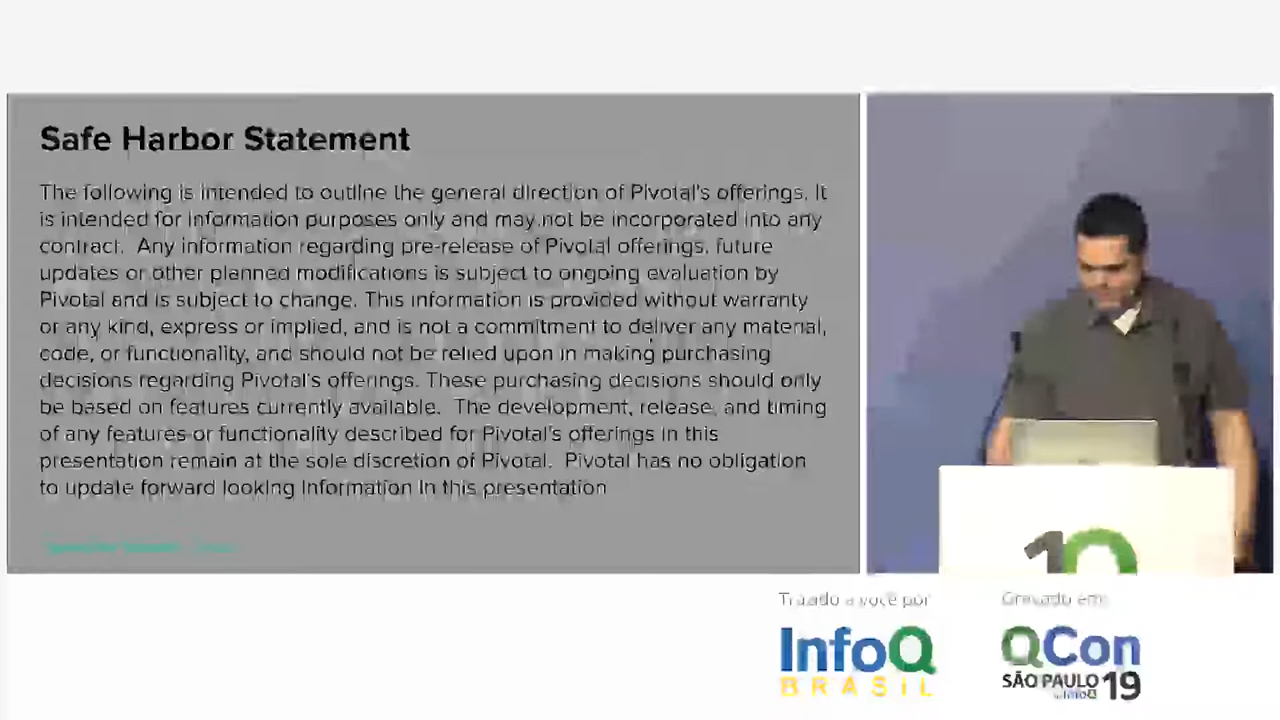 Safe Harbor Statement
The following is intended to outline the general direction of Pivotal's offerings. It
is intended for information purposes only and may not be incorporated into any
contract.  Any information regarding pre-release of Pivotal offerings, future
updates or other planned modifications is subject to ongoing evaluation by
Pivotal and is subject to change. This information is provided without warranty
or any kind, express or implied, and is not a commitment to deliver any material,
code, or functionality, and should not be relied upon in making purchasing
decisions regarding Pivotal's offerings. These purchasing decisions should only
be based on features currently available.  The development, release, and timing
of any features or functionality described for Pivotal's offerings in this
presentation remain at the sole discretion of Pivotal.  Pivotal has no obligation
to update forward looking information in this presentation
10
Trazido a você por
InfoQ
BRASIL
Gravado em:
QCon
SÃO PAULO 19
by InfoQ